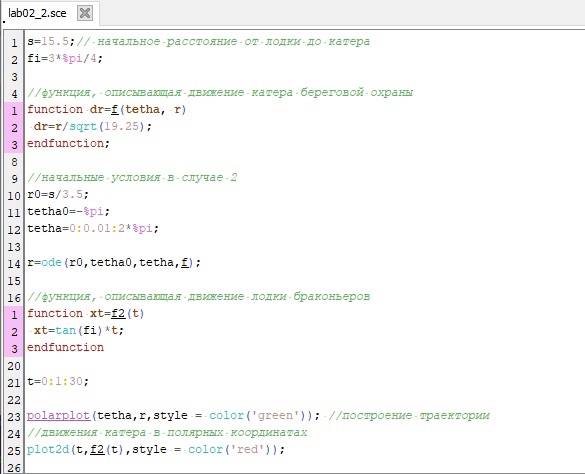 lab02_2.sce
1 s=15.5;// начальное расстояние от лодки до катера
2 fi=3*%pi/4;
3
4 //функция, описывающая движение катера береговой охраны
1 function dr=f(tetha, r)
2 dr=r/sqrt(19.25);
3 endfunction;
8
9 //начальные условия в случае 2
10 r0=s/3.5;
11 tetha0=-%pi;
12 tetha=0:0.01:2*%pi;
13
14 r=ode(r0,tetha0,tetha,f);
15
16 //функция, описывающая движение лодки браконьеров
1 function xt=f2(t)
2 xt=tan(fi)*t;
3 endfunction
20
21 t=0:1:30;
22
23 polarplot(tetha,r,style = color('green')); //построение траектории
24 //движения катера в полярных координатах
25 plot2d(t,f2(t),style = color('red'));
26